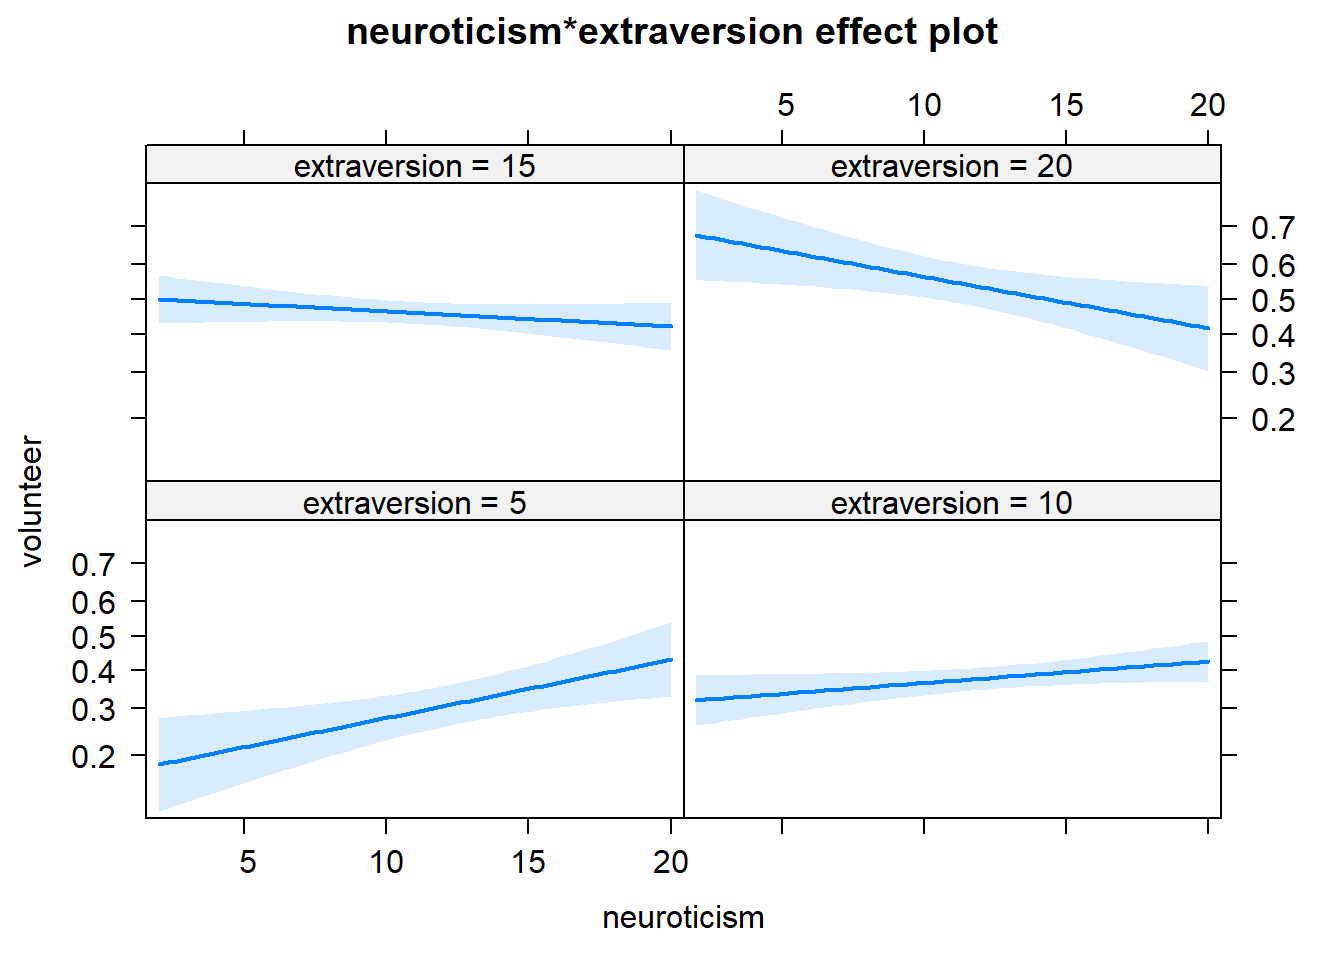 neuroticism*extraversion effect plot
5 10 15 20
extraversion = 15 extraversion = 20
0.7
0.6
0.5
0.4
0.3
0.2
volunteer
extraversion = 5 extraversion = 10
0.7
0.6
0.5
0.4
0.3
0.2
5 10 15 20
neuroticism